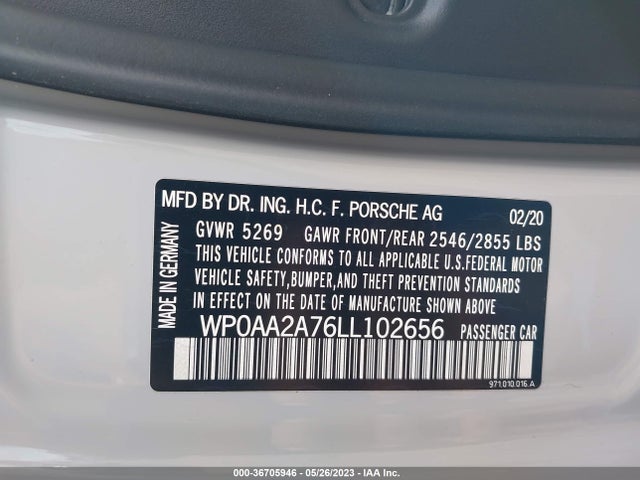 MFD BY DR. ING. H.C. F. PORSCHE AG 02/20
GVWR 5269 GAWR FRONT/REAR 2546/2855 LBS
THIS VEHICLE CONFORMS TO ALL APPLICABLE U.S.FEDERAL MOTOR
VEHICLE SAFETY,BUMPER,AND THEFT PREVENTION STANDARDS
IN EFFECT ON THE DATE OF MANUFACTURE SHOWN ABOVE.
WP0AA2A76LL102656 PASSENGER CAR
971.010.016 A
MADE IN GERMANY
000-36705946 - 05/26/2023 - IAA Inc.